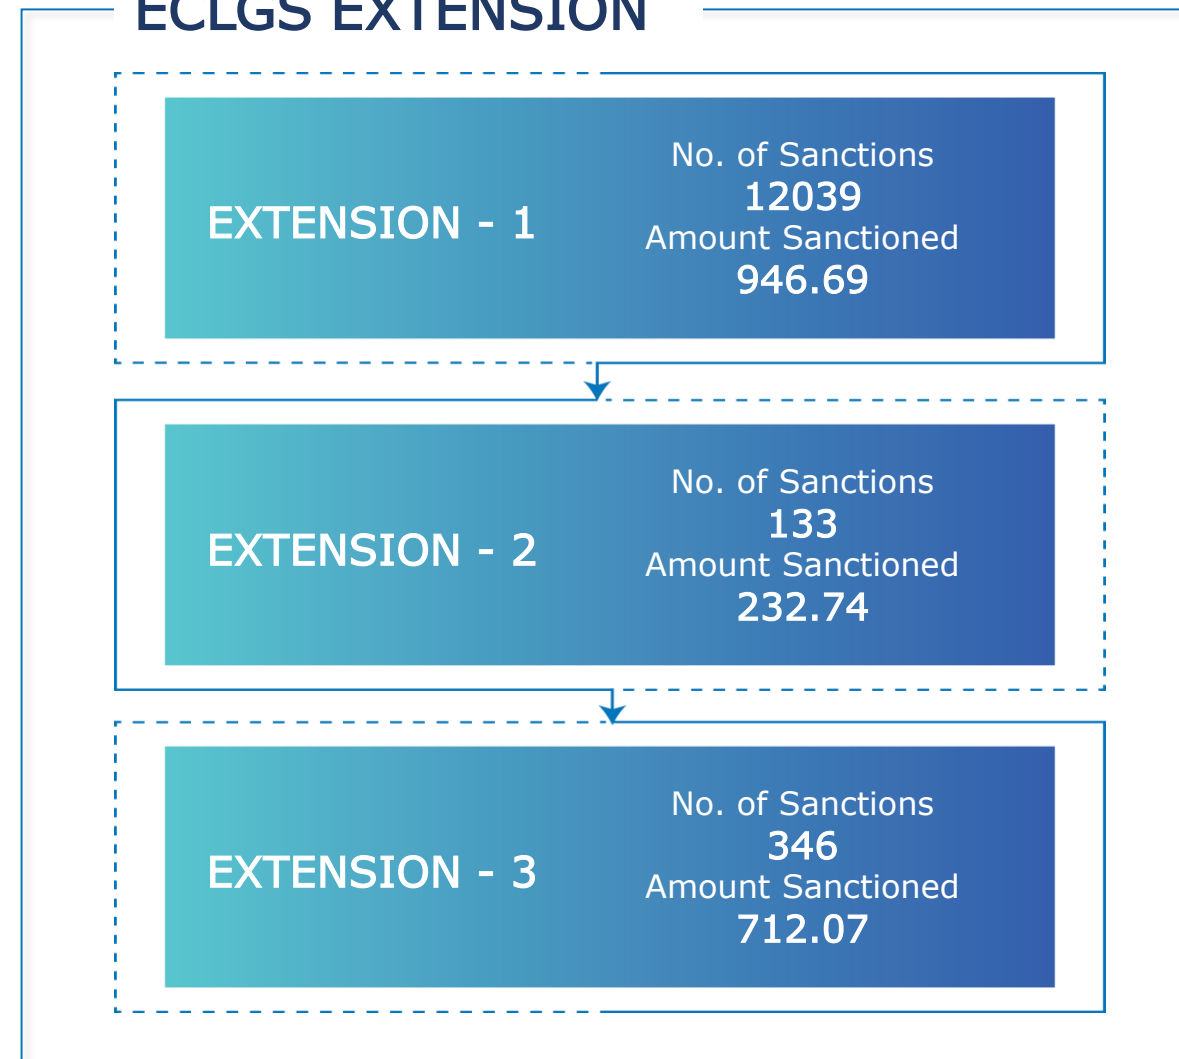 ECLGS EXTENSION
EXTENSION - 1
No. of Sanctions
12039
Amount Sanctioned
946.69
EXTENSION - 2
No. of Sanctions
133
Amount Sanctioned
232.74
EXTENSION - 3
No. of Sanctions
346
Amount Sanctioned
712.07